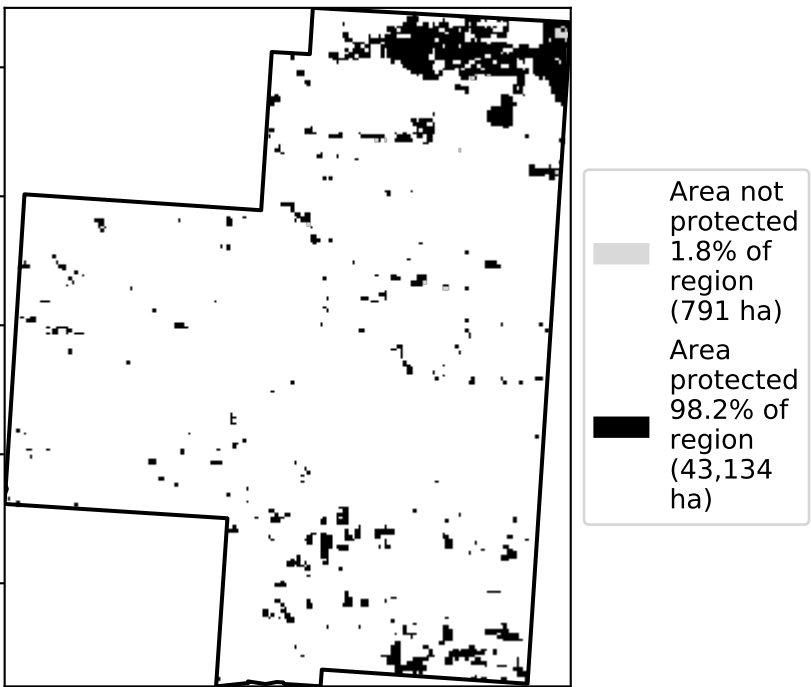 Area not
protected
1.8% of
region
(791 ha)
Area
protected
98.2% of
region
(43,134
ha)